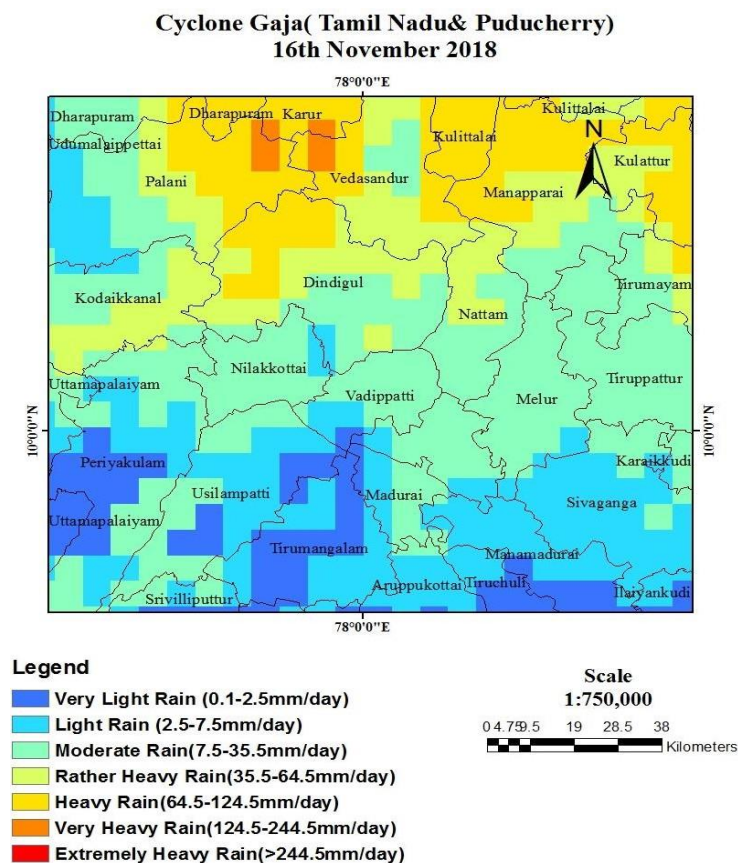 Cyclone Gaja( Tamil Nadu& Puducherry)
16th November 2018
78°0'0"E
Dharapuram
Dharapuram
Karur
Kulittalai
Udumalaippettai
Kulittalai
N
Kulattur
Palani
Vedasandur
Manapparai
Kodaikkanal
Dindigul
Tirumayam
Nattam
Nilakkottai
Uttamapalaiyam
Vadippatti
Melur
Tiruppattur
10°0'0"N
10°0'0"N
Periyakulam
Karaikkudi
Usilampatti
Madurai
Sivaganga
Uttamapalaiyam
Tirumangalam
Manamadurai
Srivilliputtur
Aruppukottai
Tiruchuli
Ilaiyankudi
78°0'0"E
Legend
Very Light Rain (0.1-2.5mm/day)
Light Rain (2.5-7.5mm/day)
Moderate Rain(7.5-35.5mm/day)
Rather Heavy Rain(35.5-64.5mm/day)
Heavy Rain(64.5-124.5mm/day)
Very Heavy Rain(124.5-244.5mm/day)
Extremely Heavy Rain(>244.5mm/day)
Scale
1:750,000
0 4.75 9.5 19 28.5 38
Kilometers